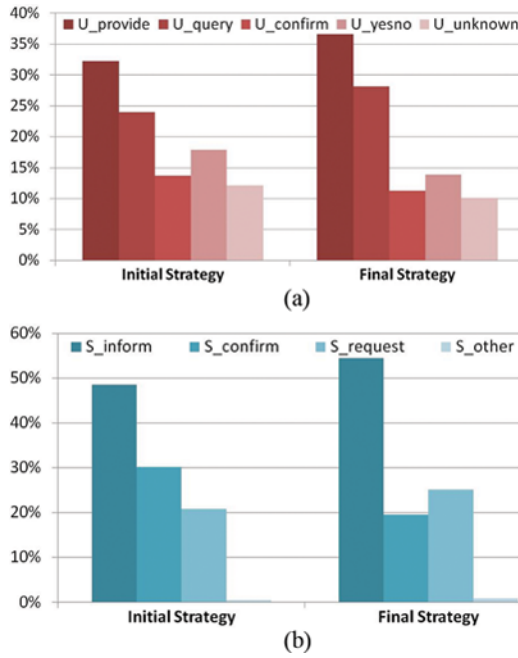 40%
U_provide U_query U_confirm U_yesno U_unknown
35%
30%
25%
20%
15%
10%
5%
0%
Initial Strategy Final Strategy
(a)
60%
S_inform S_confirm S_request S_other
50%
40%
30%
20%
10%
0%
Initial Strategy Final Strategy
(b)